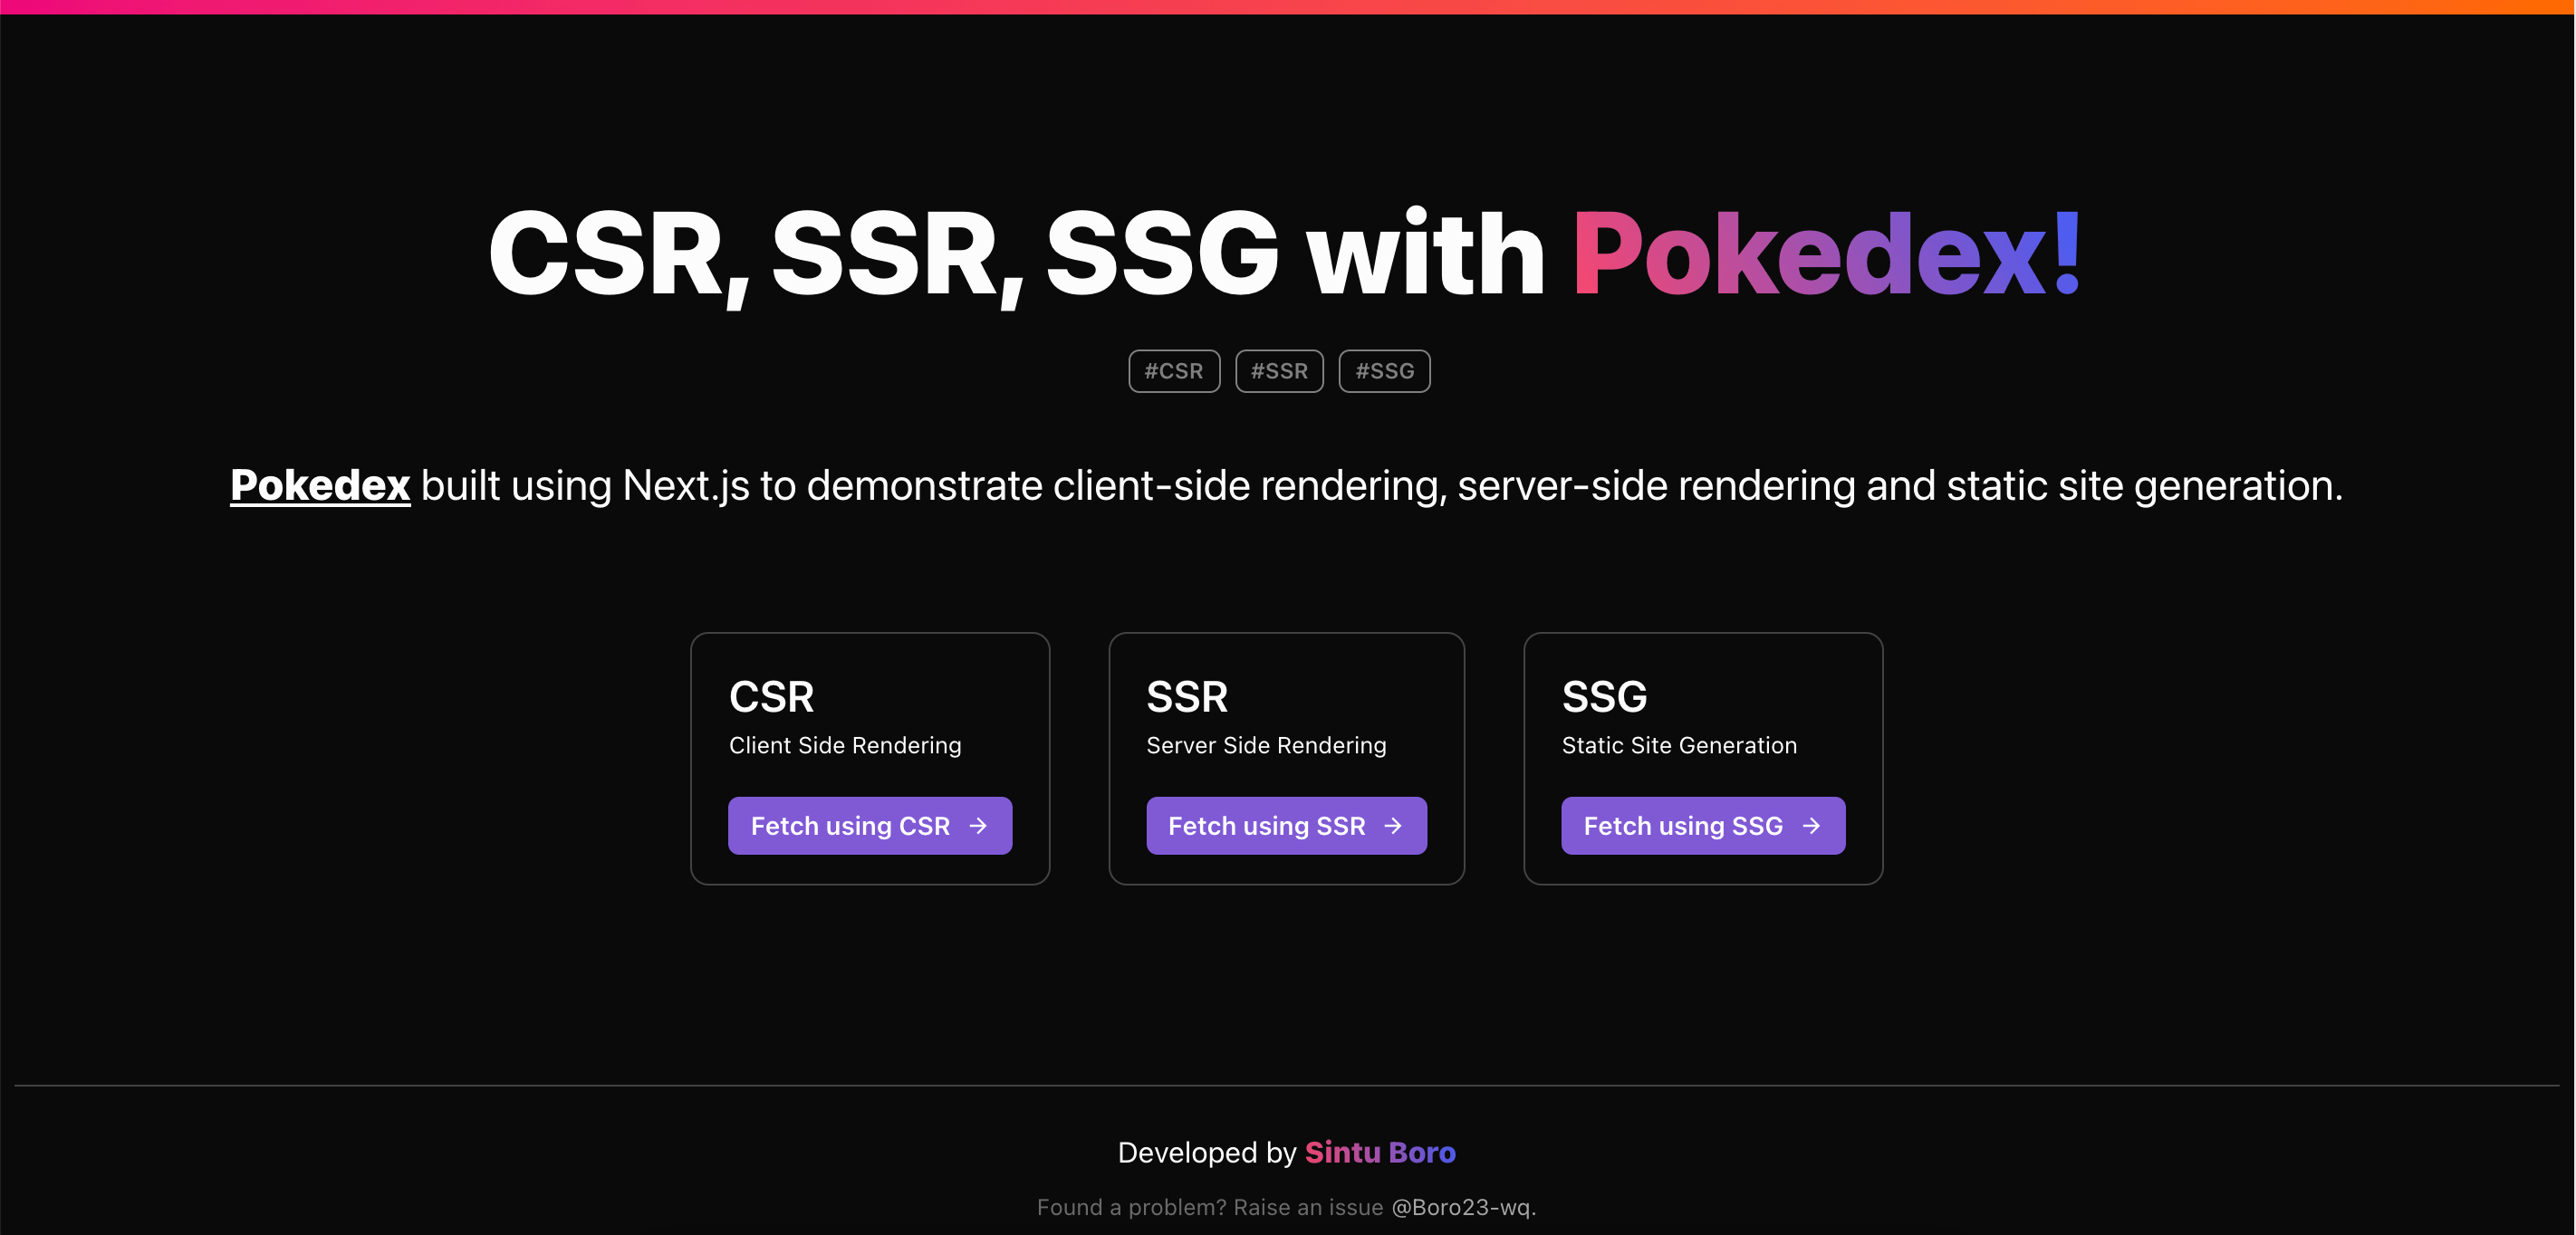 CSR, SSR, SSG with Pokedex!
#CSR #SSR #SSG
Pokedex built using Next.js to demonstrate client-side rendering, server-side rendering and static site generation.
CSR
Client Side Rendering
Fetch using CSR →
SSR
Server Side Rendering
Fetch using SSR →
SSG
Static Site Generation
Fetch using SSG →
Developed by Sintu Boro
Found a problem? Raise an issue @Boro23-wq.